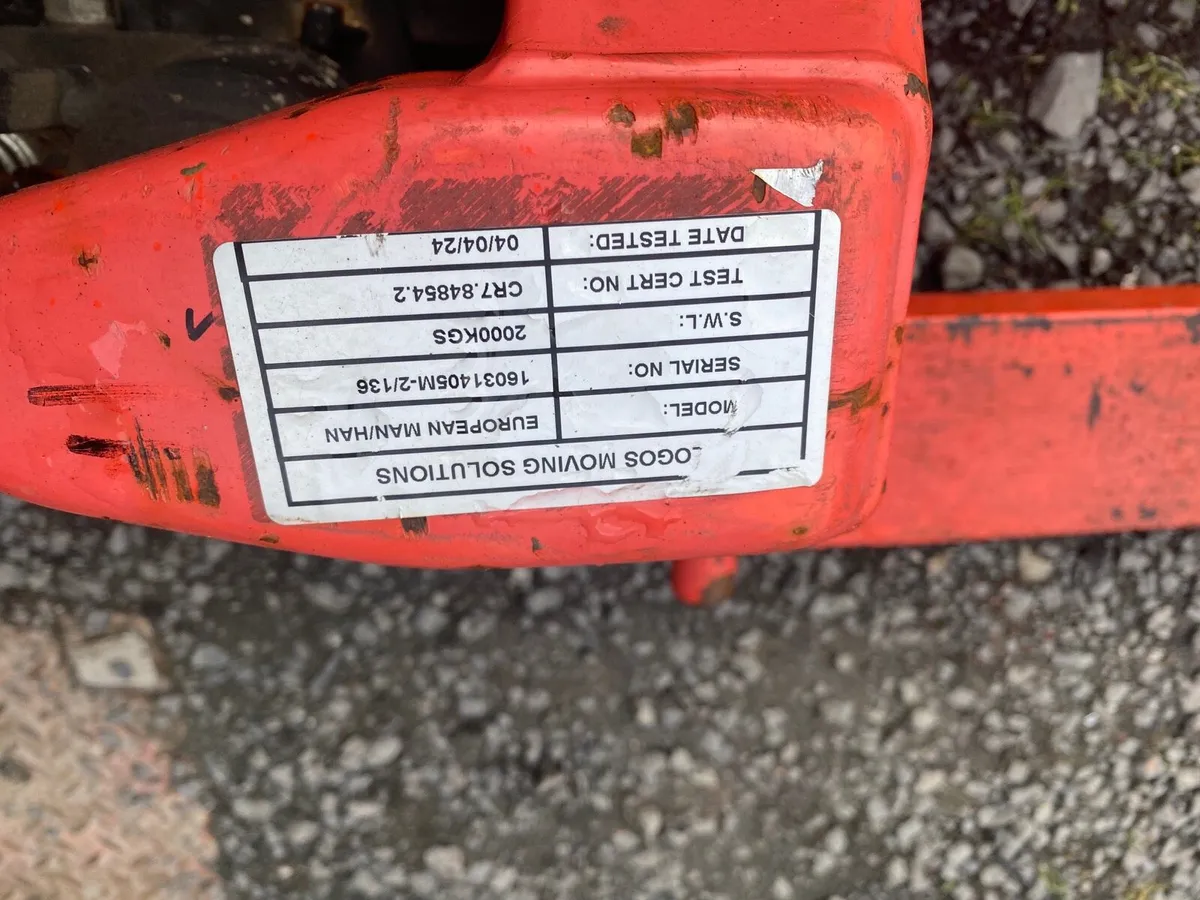 LOGOS MOVING SOLUTIONS
MODEL: EUROPEAN MAN/HAN
SERIAL NO: 16031405M-2/136
S.W.L: 2000KGS
TEST CERT NO: CR7.84854.2
DATE TESTED: 04/04/24